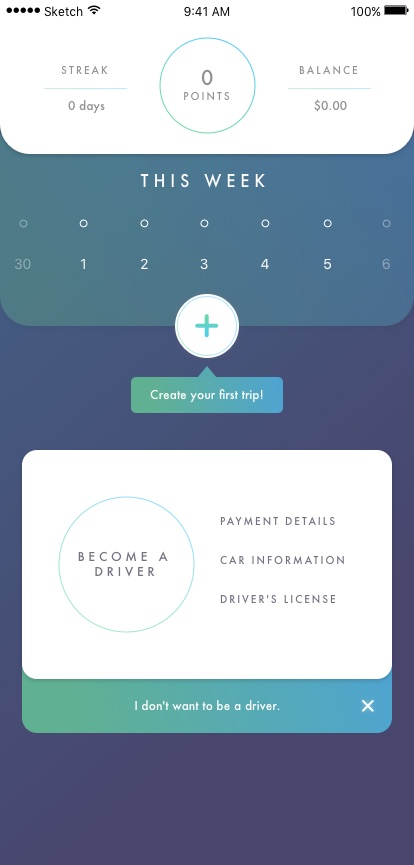 Sketch 9:41 AM 100%
STREAK
0 days
0
POINTS
BALANCE
$0.00
THIS WEEK
30 1 2 3 4 5 6
Create your first trip!
BECOME A
DRIVER
PAYMENT DETAILS
CAR INFORMATION
DRIVER'S LICENSE
I don't want to be a driver.